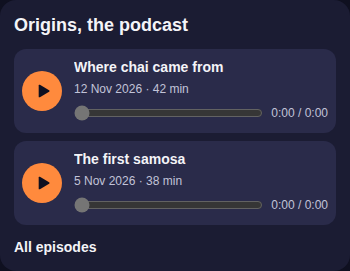 Origins, the podcast
Where chai came from
12 Nov 2026 · 42 min
0:00 / 0:00
The first samosa
5 Nov 2026 · 38 min
0:00 / 0:00
All episodes